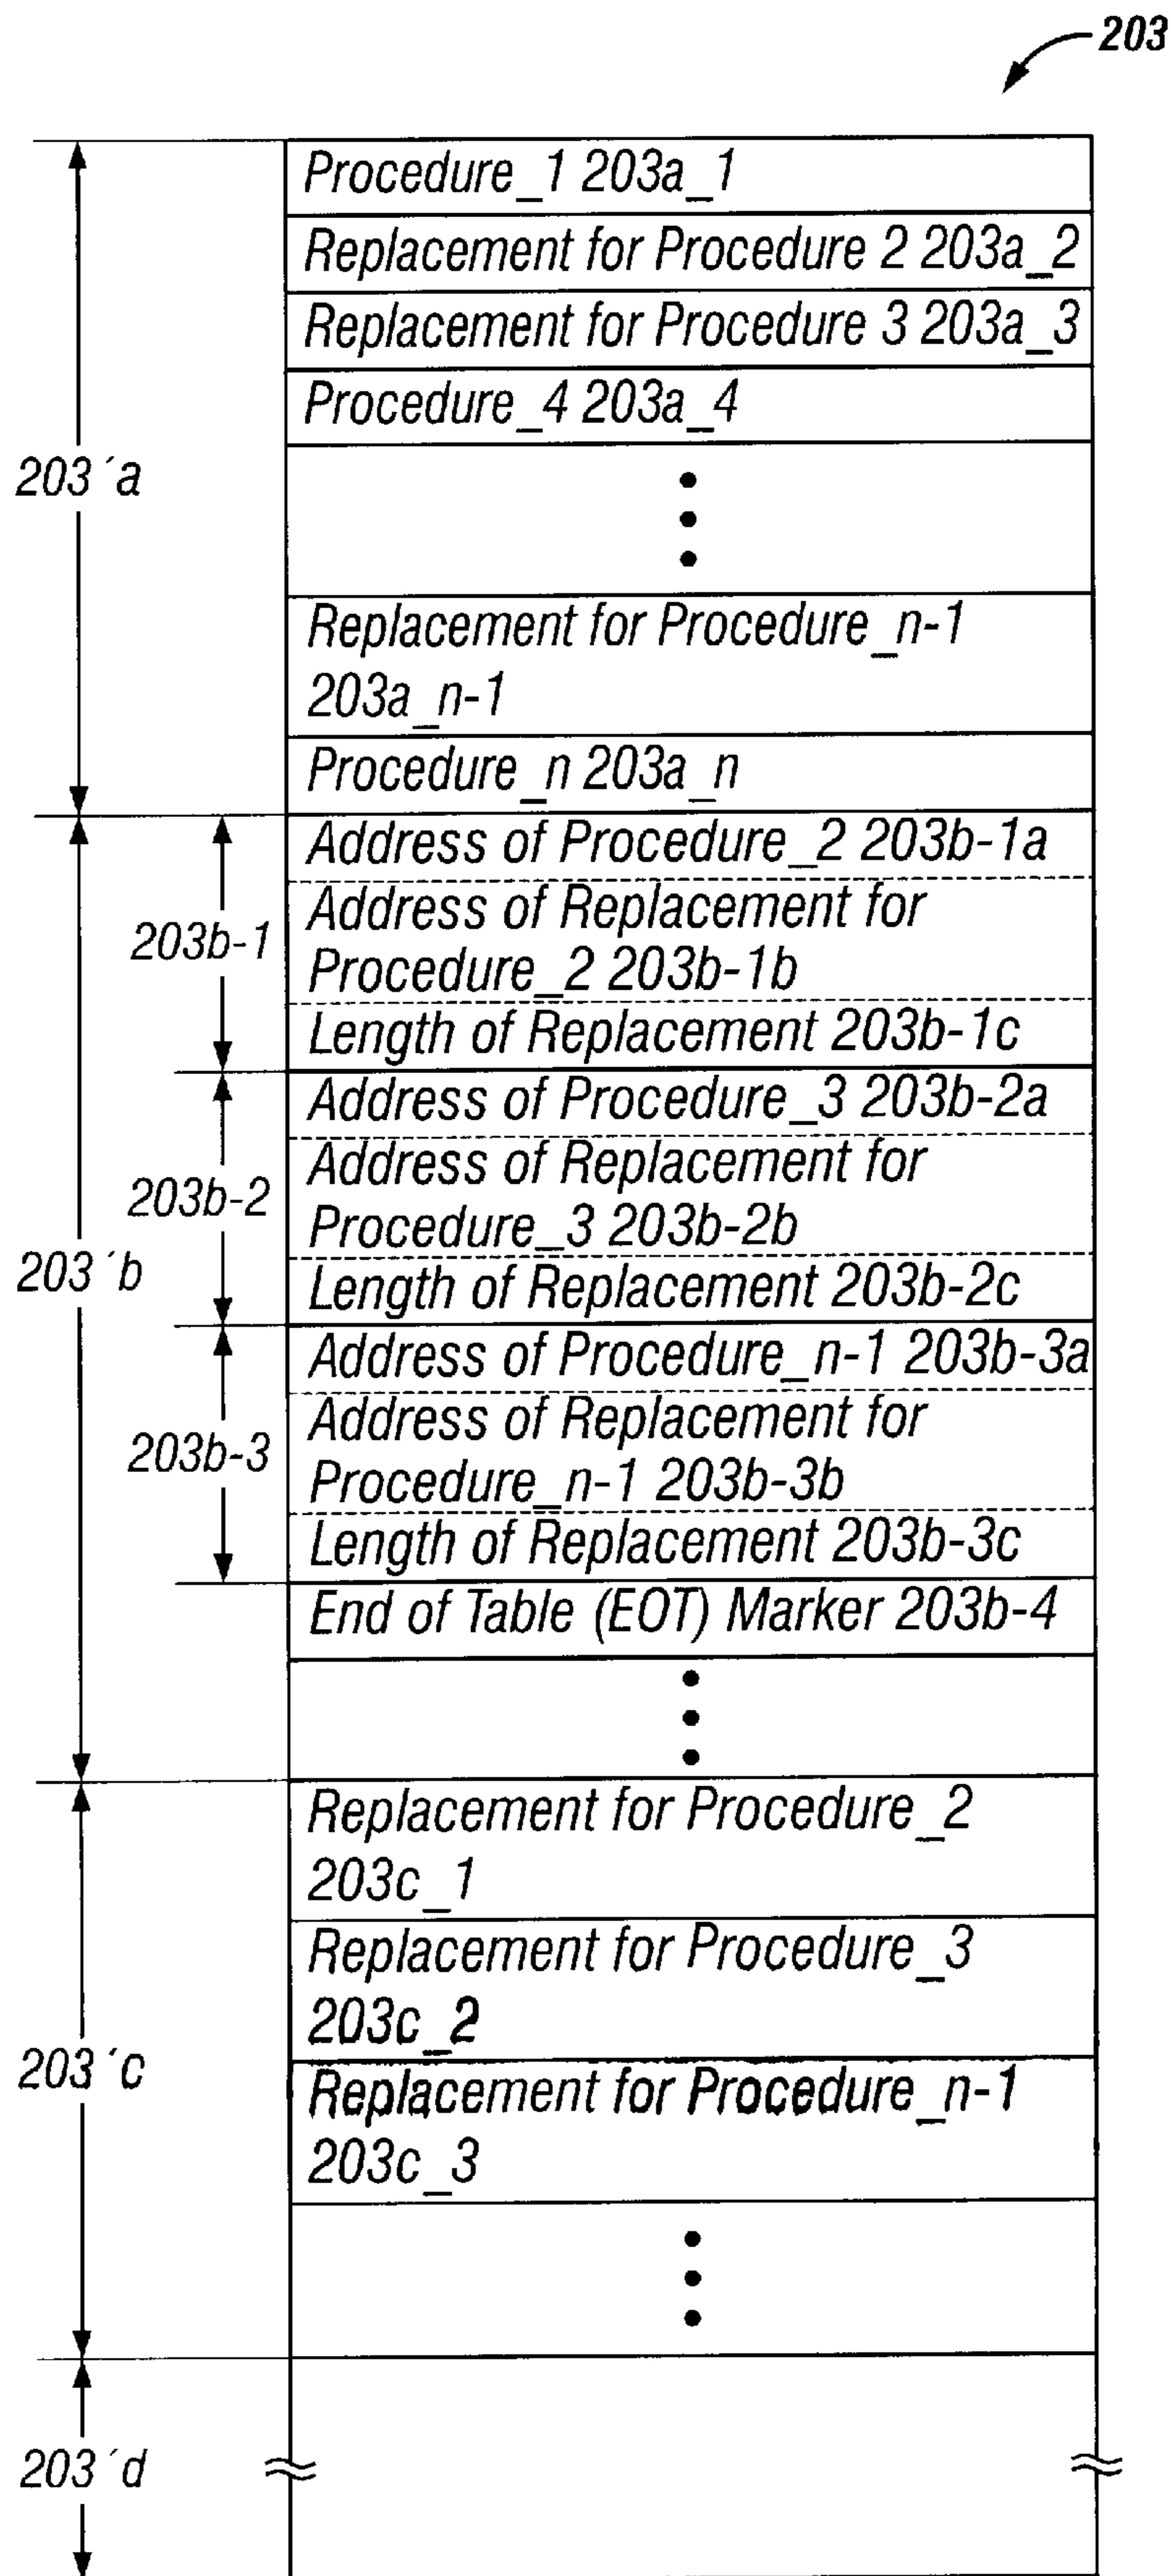 203
Procedure_1 203a_1
Replacement for Procedure 2 203a_2
Replacement for Procedure 3 203a_3
Procedure_4 203a_4
203´a
Replacement for Procedure_n-1
203a_n-1
Procedure_n 203a_n
Address of Procedure_2 203b-1a
Address of Replacement for
Procedure_2 203b-1b
203b-1
Length of Replacement 203b-1c
Address of Procedure_3 203b-2a
Address of Replacement for
Procedure_3 203b-2b
203b-2
203´b
Length of Replacement 203b-2c
Address of Procedure_n-1 203b-3a
Address of Replacement for
Procedure_n-1 203b-3b
203b-3
Length of Replacement 203b-3c
End of Table (EOT) Marker 203b-4
Replacement for Procedure_2
203c_1
Replacement for Procedure_3
203c_2
203´c
Replacement for Procedure_n-1
203c_3
203´d